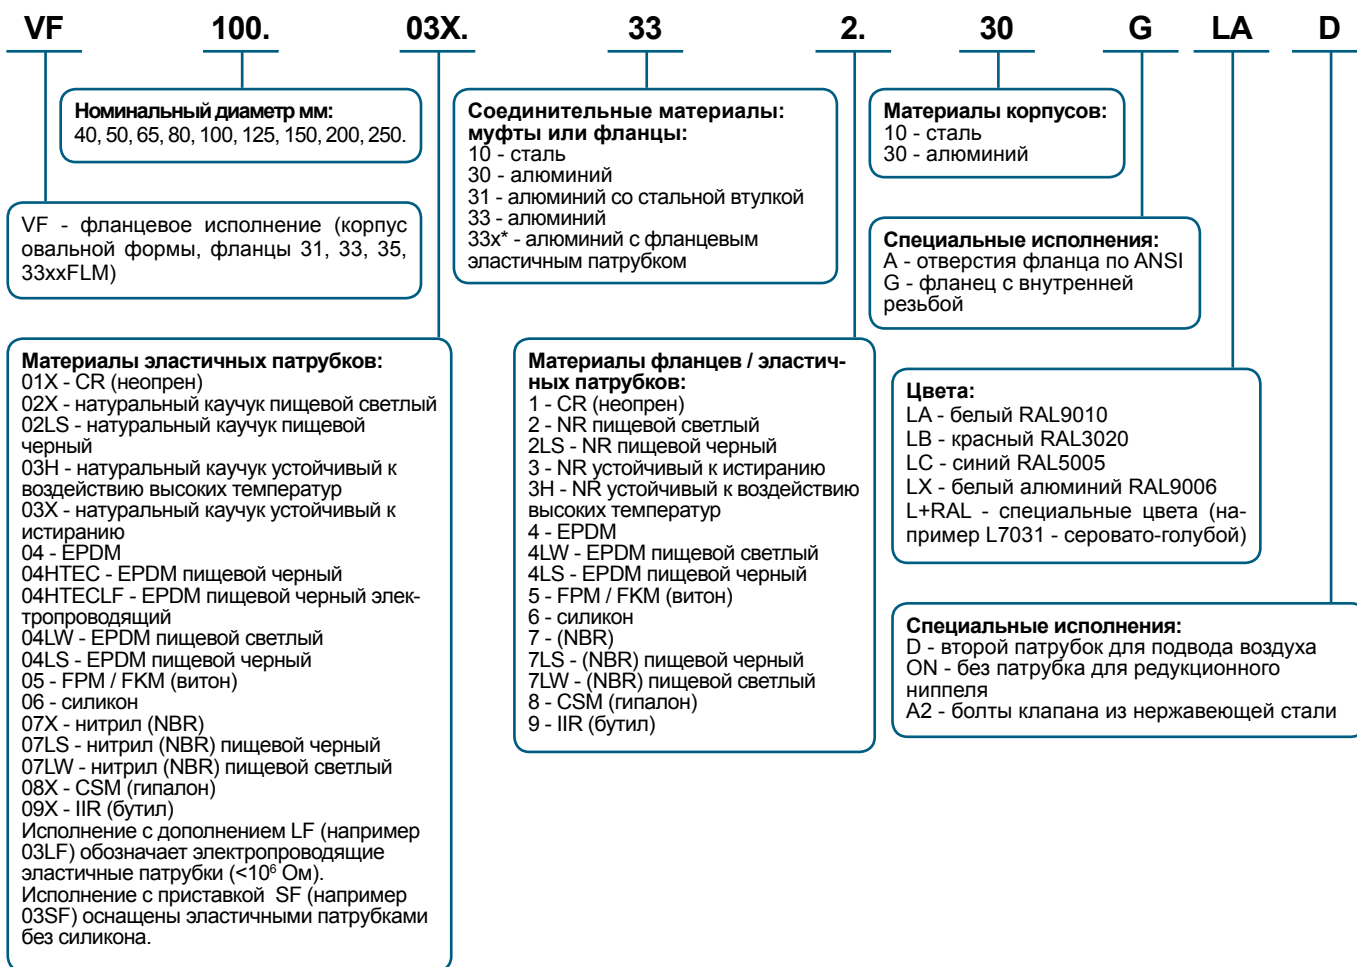 VF 100. 03X. 33 2. 30 G LA D
Номинальный диаметр мм:
40, 50, 65, 80, 100, 125, 150, 200, 250.
VF - фланцевое исполнение (корпус
овальной формы, фланцы 31, 33, 35,
33xxFLM)
Материалы эластичных патрубков:
01X - CR (неопрен)
02X - натуральный каучук пищевой светлый
02LS - натуральный каучук пищевой
черный
03H - натуральный каучук устойчивый к
воздействию высоких температур
03X - натуральный каучук устойчивый к
истиранию
04 - EPDM
04HTEC - EPDM пищевой черный
04HTECLF - EPDM пищевой черный элек-
тропроводящий
04LW - EPDM пищевой светлый
04LS - EPDM пищевой черный
05 - FPM / FKM (витон)
06 - силикон
07X - нитрил (NBR)
07LS - нитрил (NBR) пищевой черный
07LW - нитрил (NBR) пищевой светлый
08X - CSM (гипалон)
09X - IIR (бутил)
Исполнение с дополнением LF (например
03LF) обозначает электропроводящие
эластичные патрубки (<10⁶ Ом).
Исполнение с приставкой SF (например
03SF) оснащены эластичными патрубками
без силикона.
Соединительные материалы:
муфты или фланцы:
10 - сталь
30 - алюминий
31 - алюминий со стальной втулкой
33 - алюминий
33x* - алюминий с фланцевым
эластичным патрубком
Материалы фланцев / эластич-
ных патрубков:
1 - CR (неопрен)
2 - NR пищевой светлый
2LS - NR пищевой черный
3 - NR устойчивый к истиранию
3H - NR устойчивый к воздействию
высоких температур
4 - EPDM
4LW - EPDM пищевой светлый
4LS - EPDM пищевой черный
5 - FPM / FKM (витон)
6 - силикон
7 - (NBR)
7LS - (NBR) пищевой черный
7LW - (NBR) пищевой светлый
8 - CSM (гипалон)
9 - IIR (бутил)
Материалы корпусов:
10 - сталь
30 - алюминий
Специальные исполнения:
A - отверстия фланца по ANSI
G - фланец с внутренней
резьбой
Цвета:
LA - белый RAL9010
LB - красный RAL3020
LC - синий RAL5005
LX - белый алюминий RAL9006
L+RAL - специальные цвета (на-
пример L7031 - серовато-голубой)
Специальные исполнения:
D - второй патрубок для подвода воздуха
ON - без патрубка для редукционного
ниппеля
A2 - болты клапана из нержавеющей стали